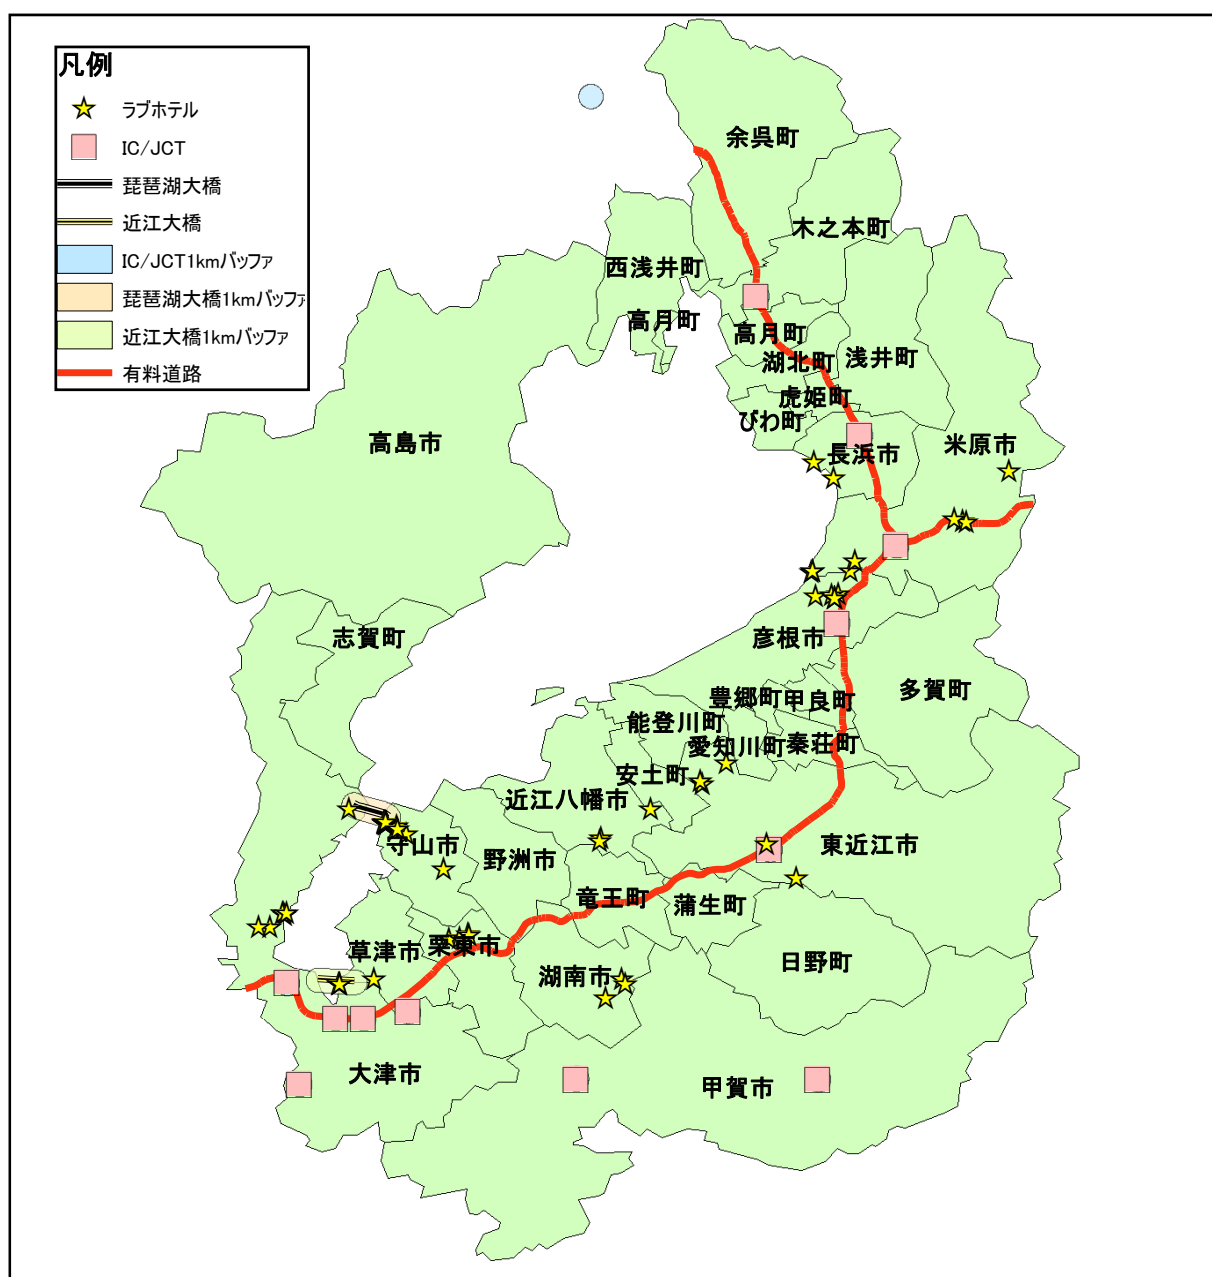 凡例
ラブホテル
IC/JCT
琵琶湖大橋
近江大橋
IC/JCT1kmバッファ
琵琶湖大橋1kmバッファ
近江大橋1kmバッファ
有料道路
余呉町
木之本町
西浅井町
高月町
高月町
湖北町
浅井町
虎姫町
びわ町
高島市
長浜市
米原市
志賀町
彦根市
多賀町
豊郷町
甲良町
能登川町
愛知川町
秦荘町
安土町
近江八幡市
守山市
野洲市
東近江市
竜王町
蒲生町
草津市
栗東市
湖南市
日野町
大津市
甲賀市